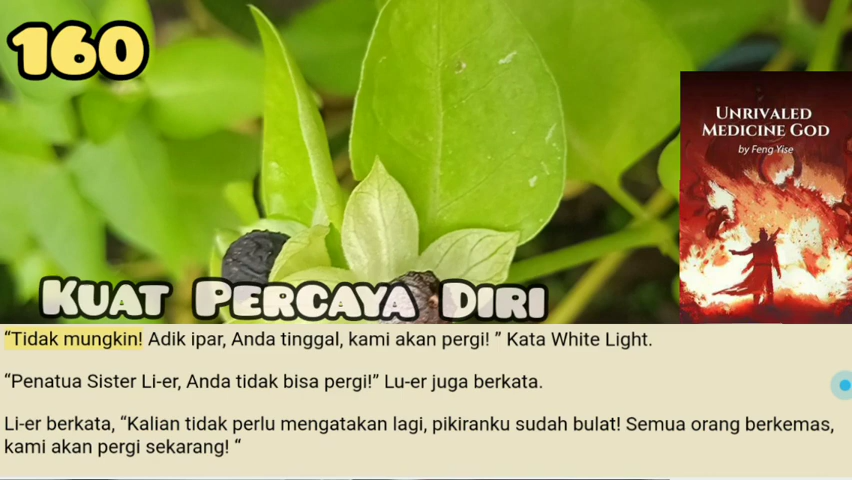 160
UNRIVALED
MEDICINE GOD
by Feng Yise
KUAT PERCAYA DIRI
“Tidak mungkin! Adik ipar, Anda tinggal, kami akan pergi! ” Kata White Light.
“Penatua Sister Li-er, Anda tidak bisa pergi!” Lu-er juga berkata.
Li-er berkata, “Kalian tidak perlu mengatakan lagi, pikiranku sudah bulat! Semua orang berkemas,
kami akan pergi sekarang! “